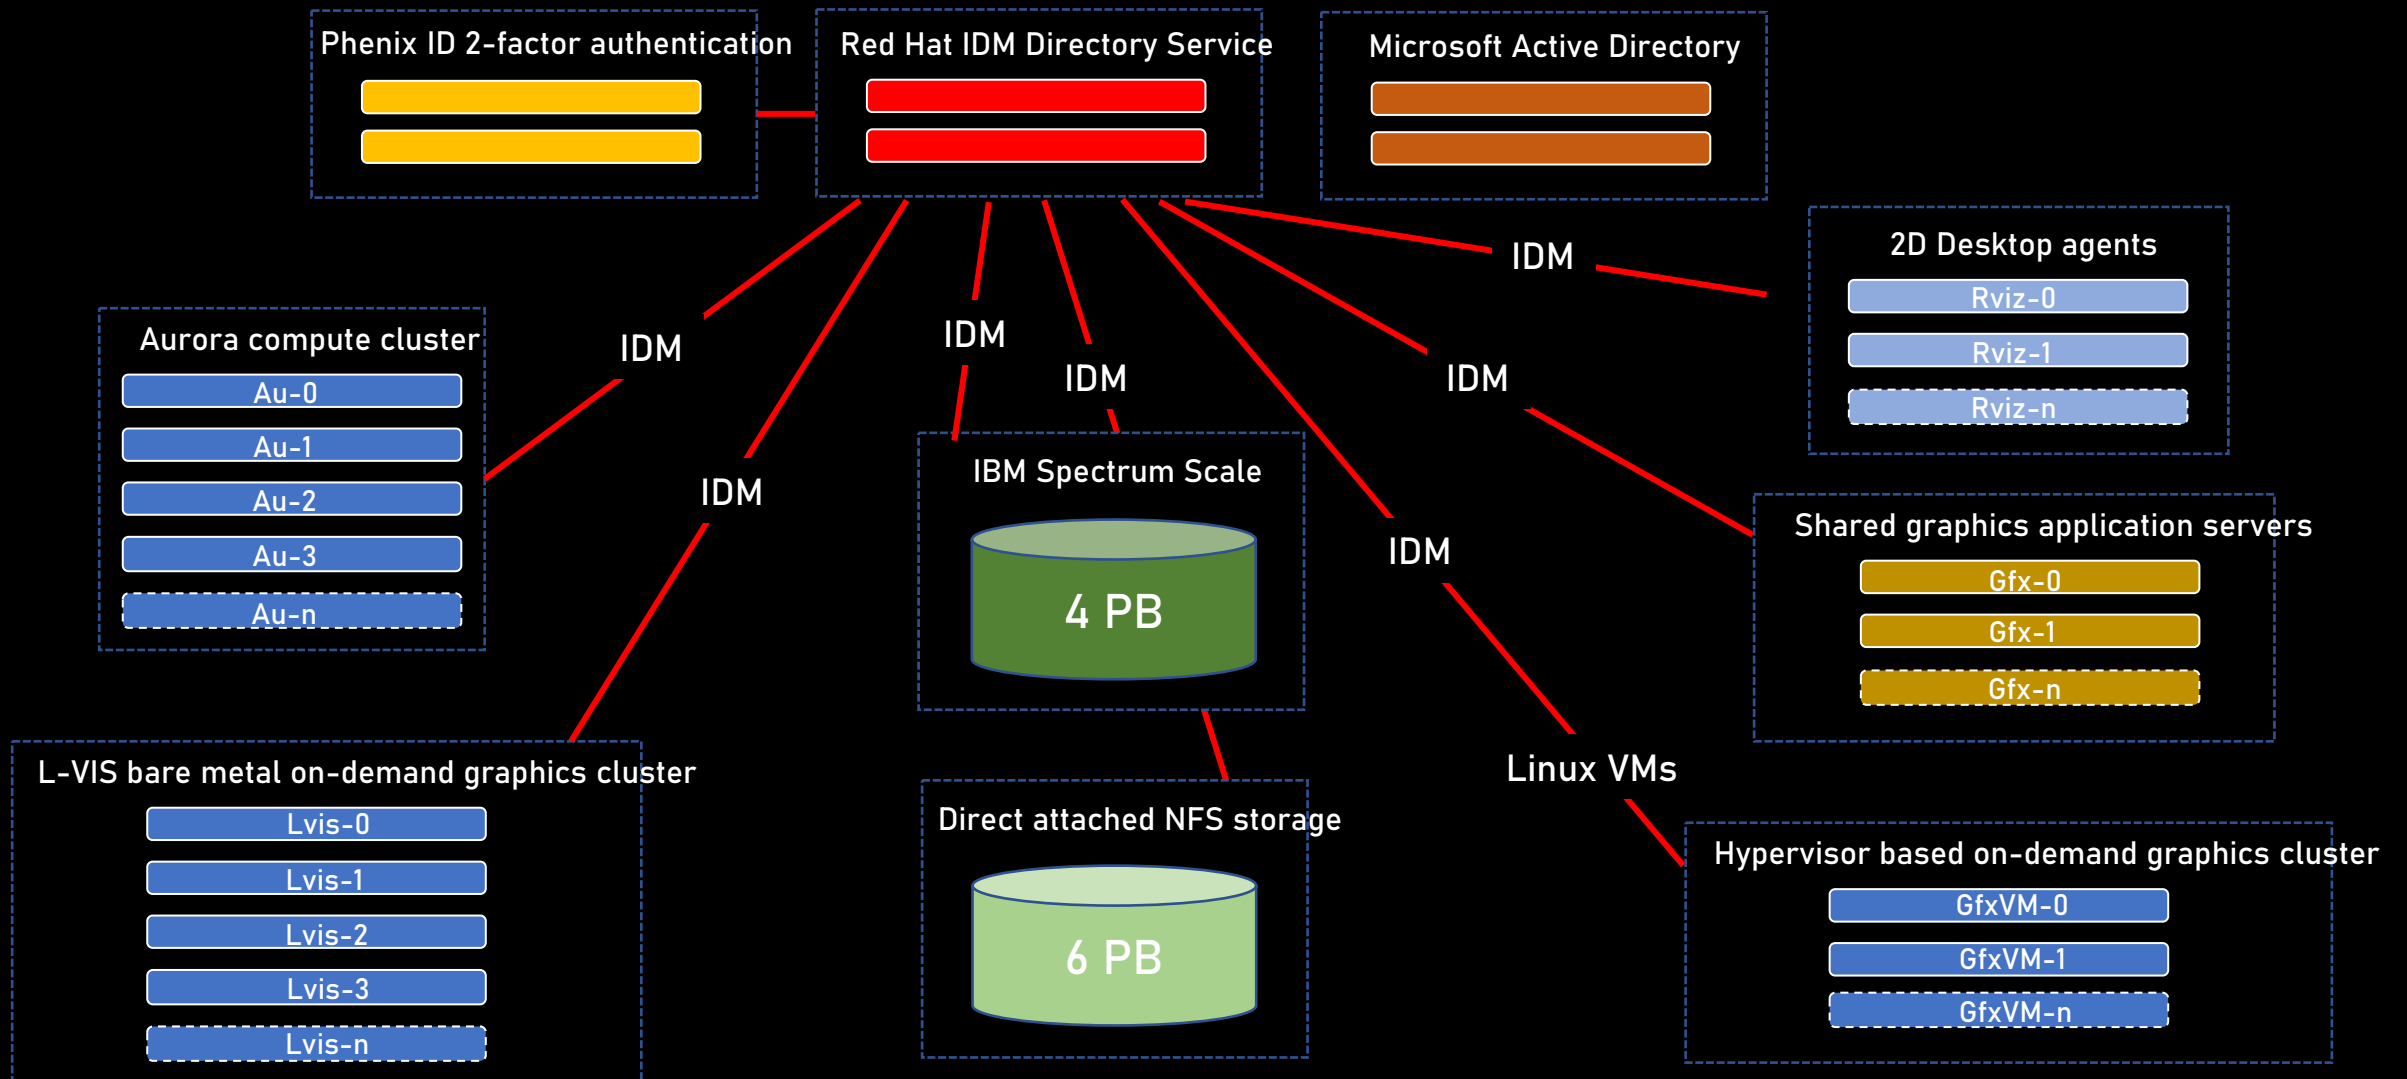 Phenix ID 2-factor authentication
Red Hat IDM Directory Service
Microsoft Active Directory
2D Desktop agents
Rviz-0
Rviz-1
Rviz-n
IDM
Aurora compute cluster
Au-0
Au-1
Au-2
Au-3
Au-n
IDM
IDM
IDM
IDM
IDM
IBM Spectrum Scale
4 PB
IDM
Shared graphics application servers
Gfx-0
Gfx-1
Gfx-n
Linux VMs
L-VIS bare metal on-demand graphics cluster
Lvis-0
Lvis-1
Lvis-2
Lvis-3
Lvis-n
Direct attached NFS storage
6 PB
Hypervisor based on-demand graphics cluster
GfxVM-0
GfxVM-1
GfxVM-n